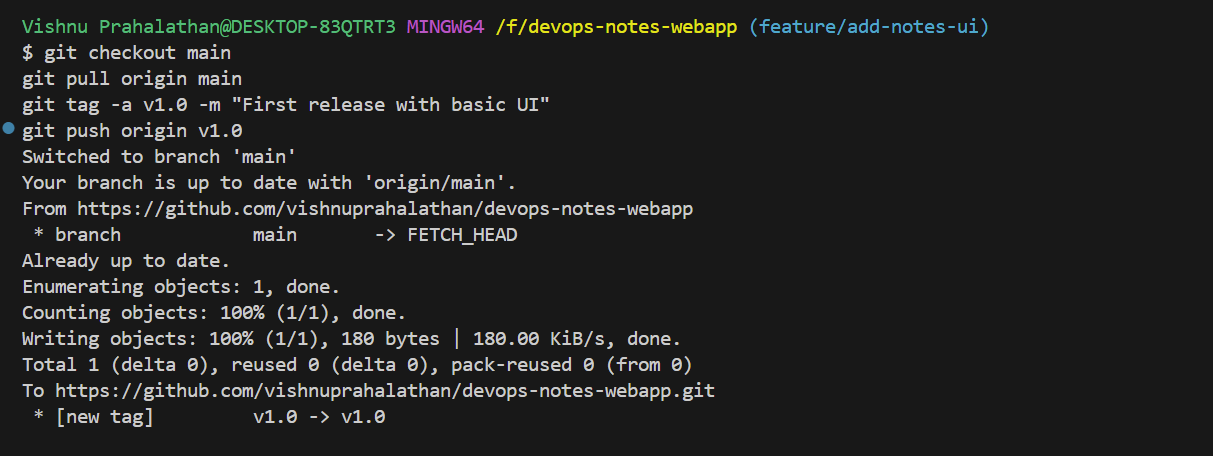 Vishnu Prahalathan@DESKTOP-83QTRT3 MINGW64 /f/devops-notes-webapp (feature/add-notes-ui)
$ git checkout main
git pull origin main
git tag -a v1.0 -m "First release with basic UI"
git push origin v1.0
Switched to branch 'main'
Your branch is up to date with 'origin/main'.
From https://github.com/vishnuprahalathan/devops-notes-webapp
 * branch            main       -> FETCH_HEAD
Already up to date.
Enumerating objects: 1, done.
Counting objects: 100% (1/1), done.
Writing objects: 100% (1/1), 180 bytes | 180.00 KiB/s, done.
Total 1 (delta 0), reused 0 (delta 0), pack-reused 0 (from 0)
To https://github.com/vishnuprahalathan/devops-notes-webapp.git
 * [new tag]         v1.0 -> v1.0